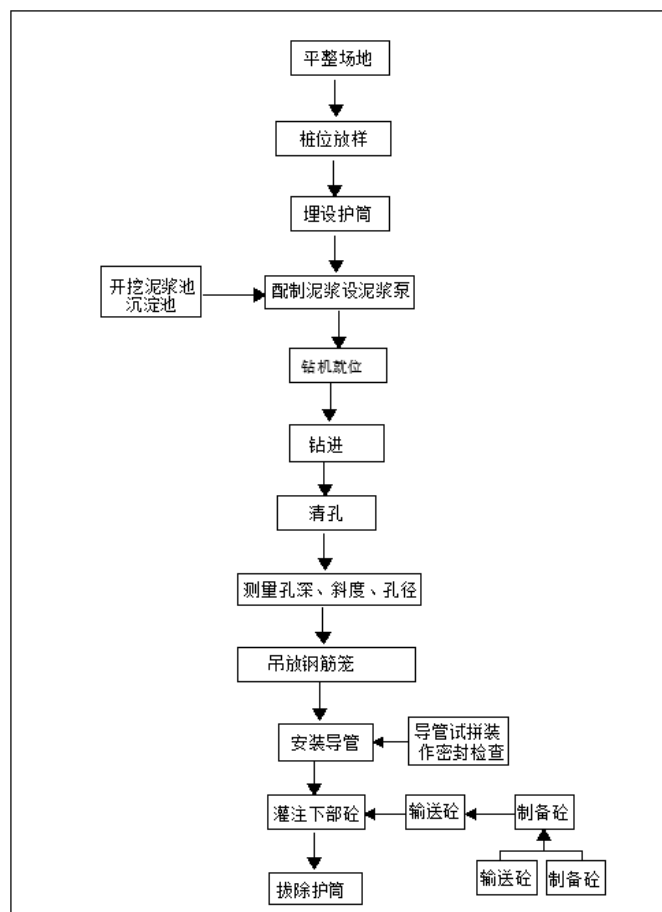 平整场地
桩位放样
埋设护筒
开挖泥浆池
沉淀池
配制泥浆设泥浆泵
钻机就位
钻进
清孔
测量孔深、斜度、孔径
吊放钢筋笼
安装导管
导管试拼装
作密封检查
灌注下部砼
输送砼
制备砼
输送砼
制备砼
拔除护筒